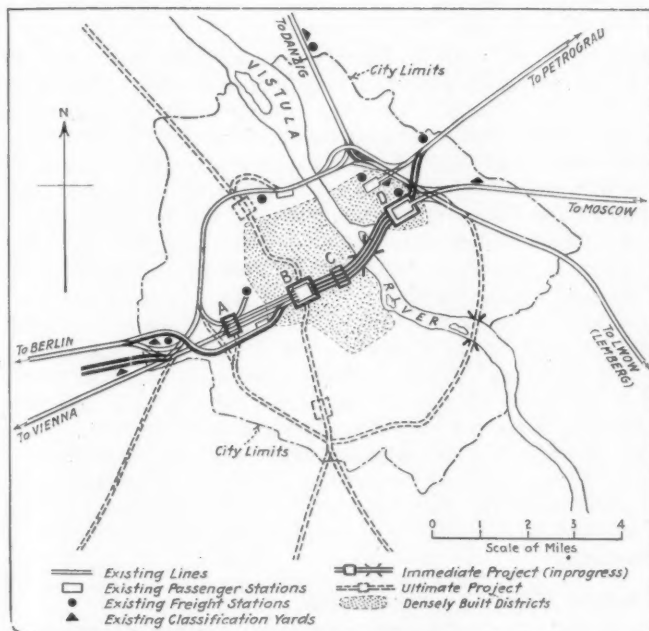 TO DANZIG
City Limits
TO PETROGRAU
VISTULA
N
TO MOSCOW
C
B
A
RIVER
TO BERLIN
TO LWOW
(LEMBERG)
TO VIENNA
City Limits
0 1 2 3 4
Scale of Miles
Existing Lines
Existing Passenger Stations
Existing Freight Stations
Existing Classification Yards
Immediate Project (in progress)
Ultimate Project
Densely Built Districts